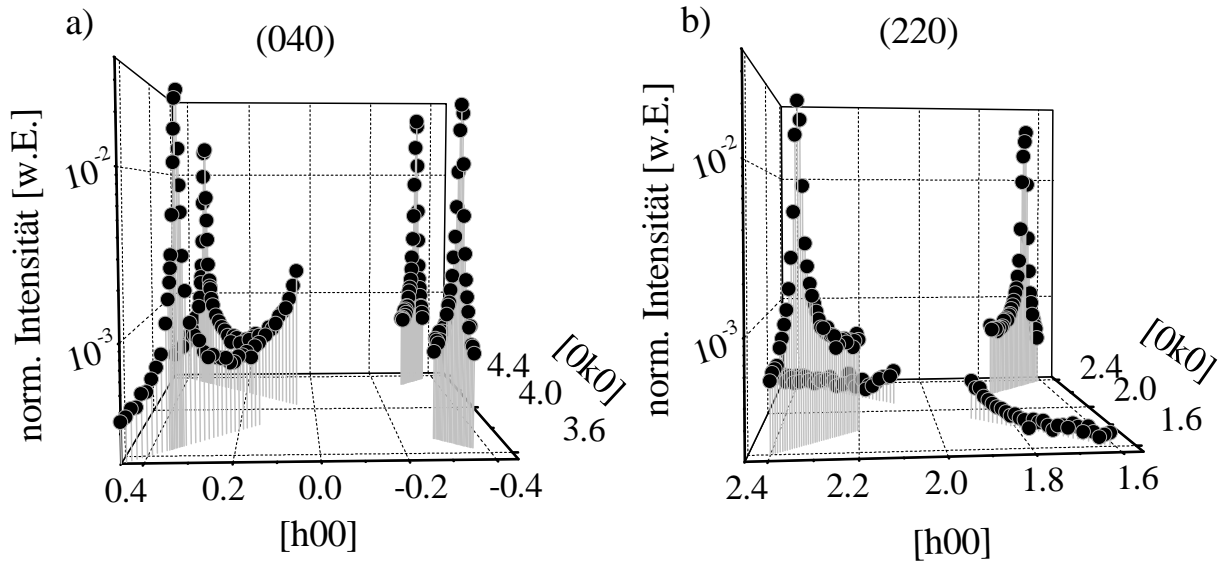 a)
(040)
norm. Intensität [w.E.]
10⁻²
10⁻³
0.4 0.2 0.0 -0.2 -0.4
[h00]
4.4
4.0
3.6
[0k0]
b)
(220)
norm. Intensität [w.E.]
10⁻²
10⁻³
2.4 2.2 2.0 1.8 1.6
[h00]
2.4
2.0
1.6
[0k0]